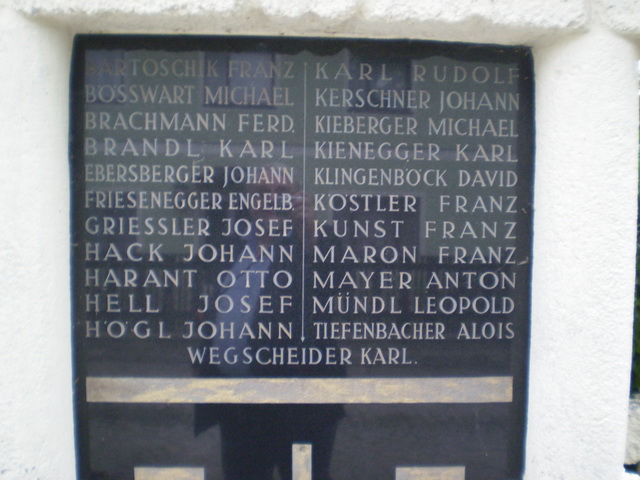 BARTOSCHIK FRANZ
BOSSWART MICHAEL
BRACHMANN FERD.
BRANDL KARL
EBERSBERGER JOHANN
FRIESENEGGER ENGELB.
GRIESSLER JOSEF
HACK JOHANN
HARANT OTTO
HELL JOSEF
HÖGL JOHANN
KARL RUDOLF
KERSCHNER JOHANN
KIEBERGER MICHAEL
KIENEGGER KARL
KLINGENBÖCK DAVID
KÖSTLER FRANZ
KUNST FRANZ
MARON FRANZ
MAYER ANTON
MÜNDL LEOPOLD
TIEFENBACHER ALOIS
WEGSCHEIDER KARL.